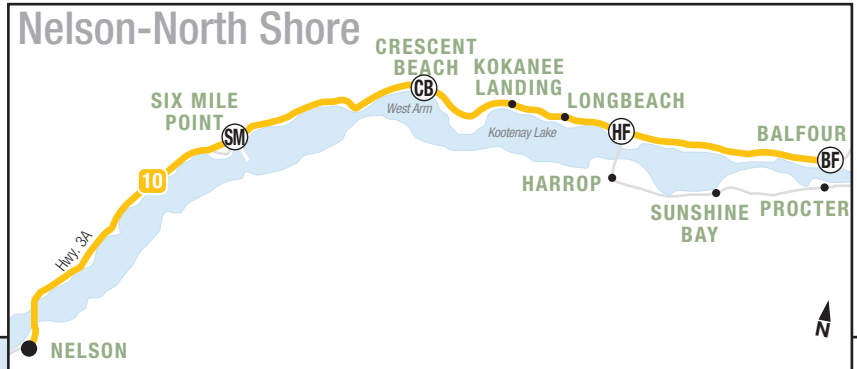 Nelson-North Shore
CRESCENT
BEACH
KOKANEE
LANDING
SIX MILE
POINT
CB
LONGBEACH
West Arm
SM
Kootenay Lake
HF
BALFOUR
BF
10
HARROP
SUNSHINE
BAY
PROCTER
Hwy. 3A
N
NELSON